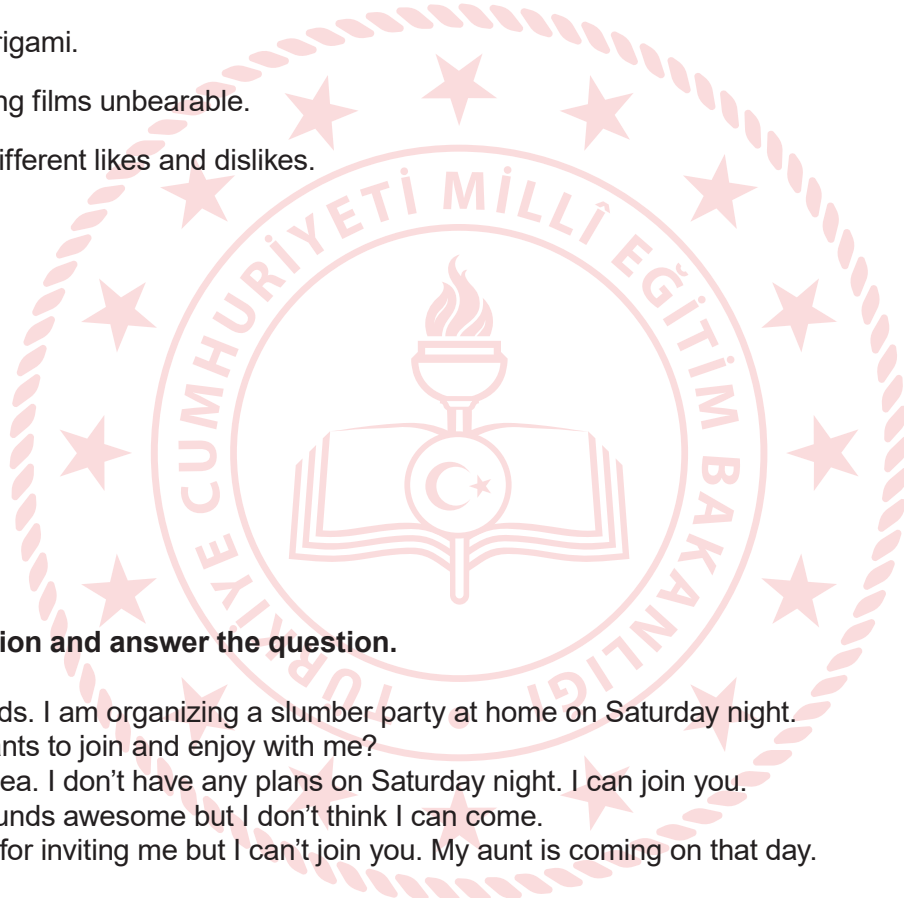 rigami.
ng films unbearable.
ifferent likes and dislikes.
TÜRKİYE CUMHURİYETİ MİLLÎ EĞİTİM BAKANLIĞI
tion and answer the question.
ds. I am organizing a slumber party at home on Saturday night.
ants to join and enjoy with me?
ea. I don’t have any plans on Saturday night. I can join you.
unds awesome but I don’t think I can come.
for inviting me but I can’t join you. My aunt is coming on that day.